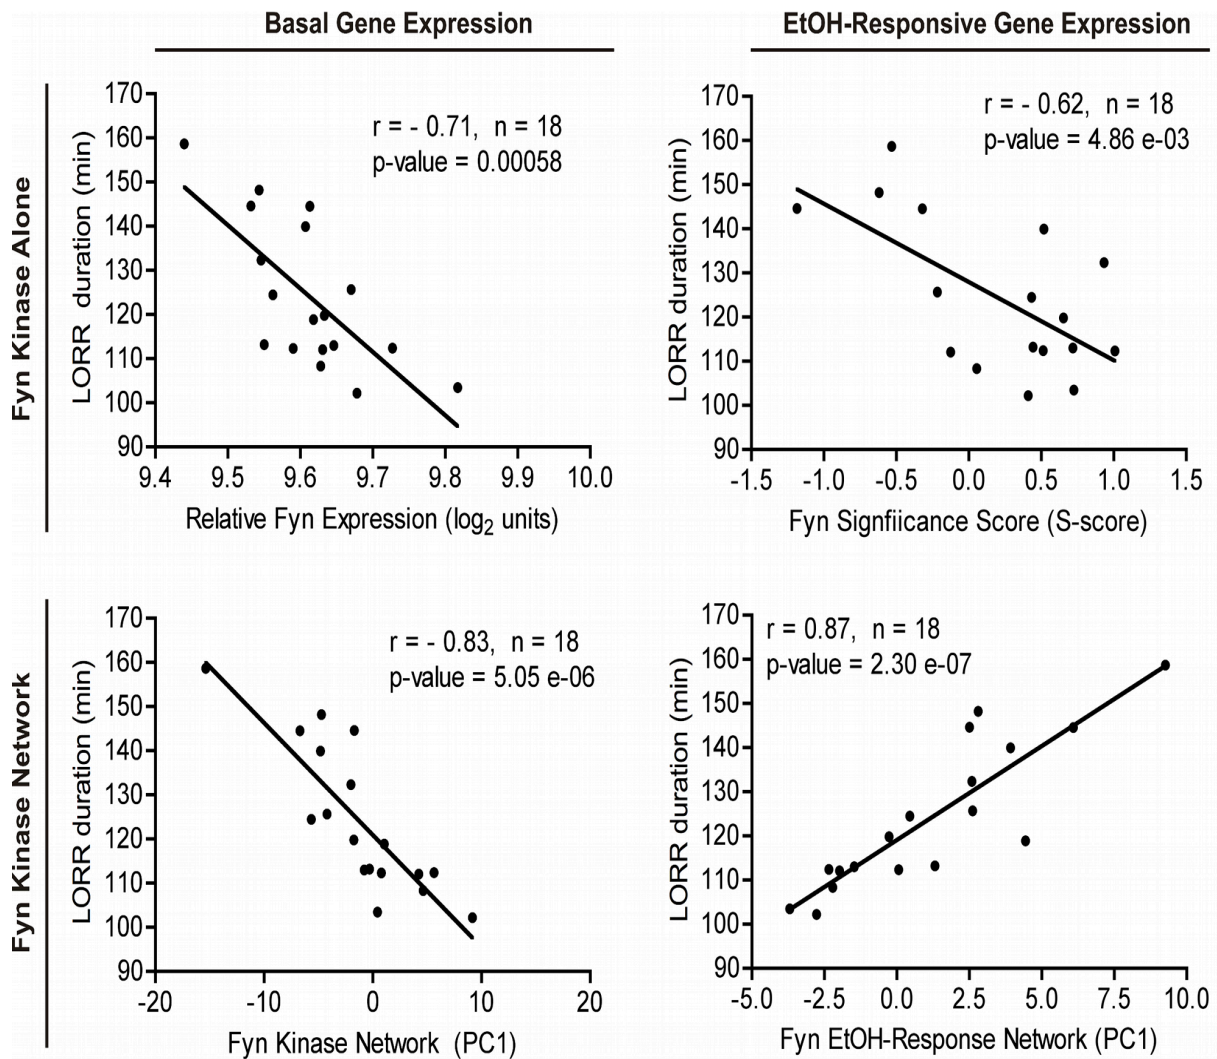 Basal Gene Expression
EtOH-Responsive Gene Expression
Fyn Kinase Alone
170
160
150
140
130
120
110
100
90
LORR duration (min)
r = - 0.71, n = 18
p-value = 0.00058
9.4 9.5 9.6 9.7 9.8 9.9 10.0
Relative Fyn Expression (log2 units)
170
160
150
140
130
120
110
100
90
LORR duration (min)
r = - 0.62, n = 18
p-value = 4.86 e-03
-1.5 -1.0 -0.5 0.0 0.5 1.0 1.5
Fyn Signfiicance Score (S-score)
Fyn Kinase Network
170
160
150
140
130
120
110
100
90
LORR duration (min)
r = - 0.83, n = 18
p-value = 5.05 e-06
-20 -10 0 10 20
Fyn Kinase Network (PC1)
170
160
150
140
130
120
110
100
90
LORR duration (min)
r = 0.87, n = 18
p-value = 2.30 e-07
-5.0 -2.5 0.0 2.5 5.0 7.5 10.0
Fyn EtOH-Response Network (PC1)